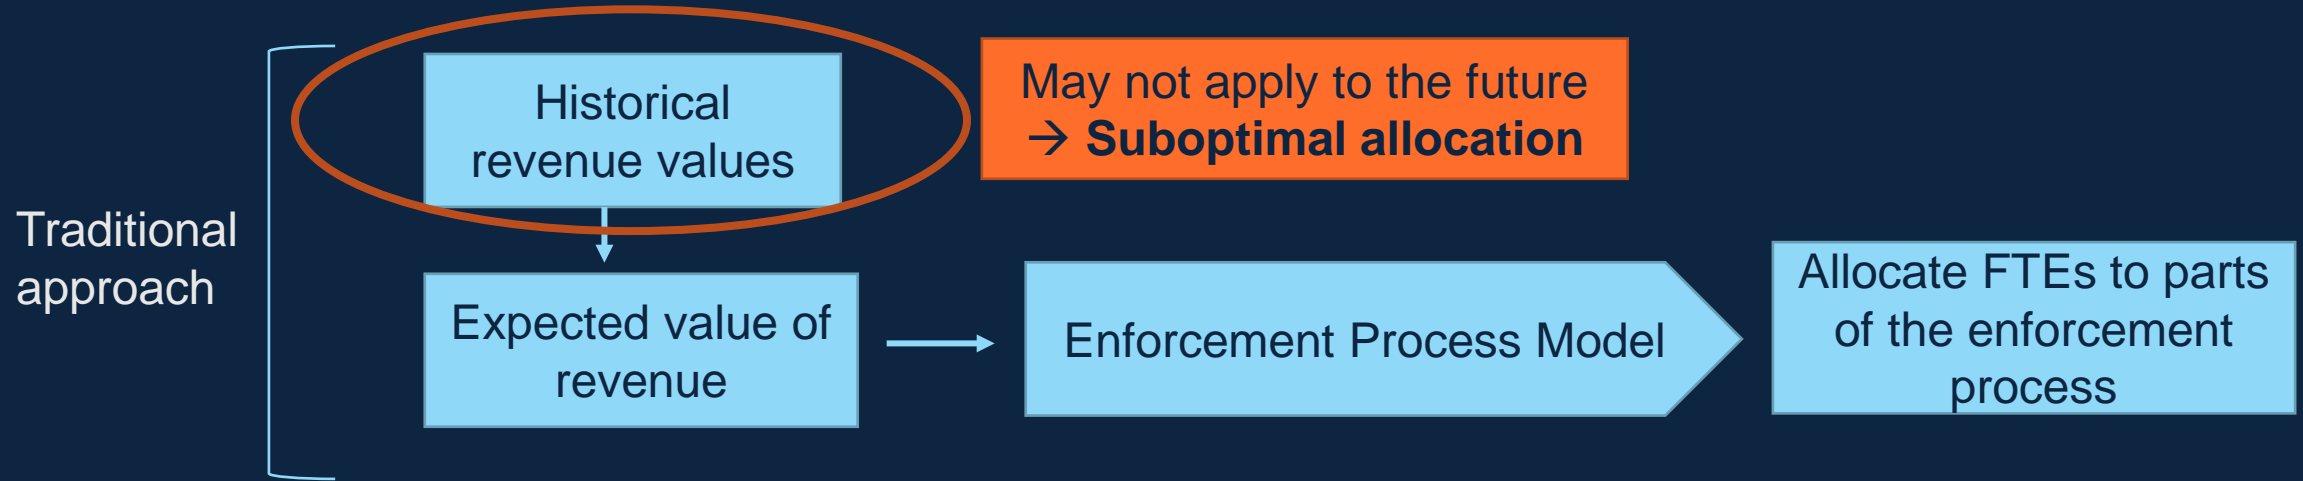 Traditional
approach
Historical
revenue values
May not apply to the future
→ Suboptimal allocation
Expected value of
revenue
Enforcement Process Model
Allocate FTEs to parts
of the enforcement
process